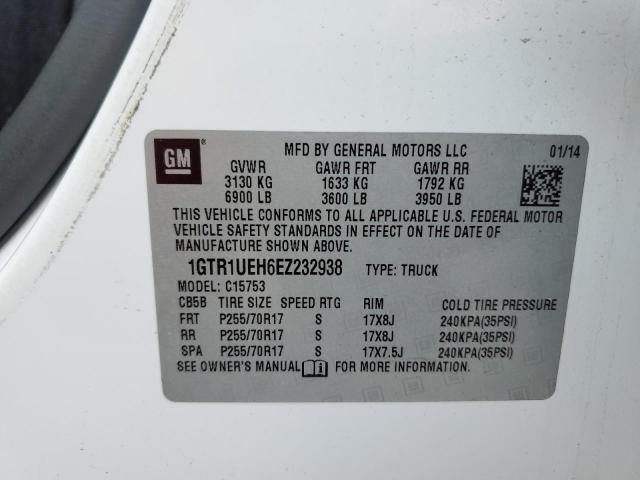 GM
MFD BY GENERAL MOTORS LLC 01/14
GVWR GAWR FRT GAWR RR
3130 KG 1633 KG 1792 KG
6900 LB 3600 LB 3950 LB
THIS VEHICLE CONFORMS TO ALL APPLICABLE U.S. FEDERAL MOTOR
VEHICLE SAFETY STANDARDS IN EFFECT ON THE DATE OF
MANUFACTURE SHOWN ABOVE.
1GTR1UEH6EZ232938 TYPE: TRUCK
MODEL: C15753
CB5B TIRE SIZE SPEED RTG RIM COLD TIRE PRESSURE
FRT P255/70R17 S 17X8J 240KPA(35PSI)
RR P255/70R17 S 17X8J 240KPA(35PSI)
SPA P255/70R17 S 17X7.5J 240KPA(35PSI)
SEE OWNER'S MANUAL FOR MORE INFORMATION.